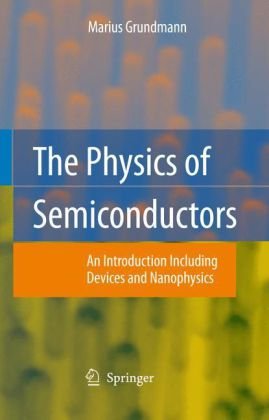 Marius Grundmann
The Physics of
Semiconductors
An Introduction Including
Devices and Nanophysics
Springer